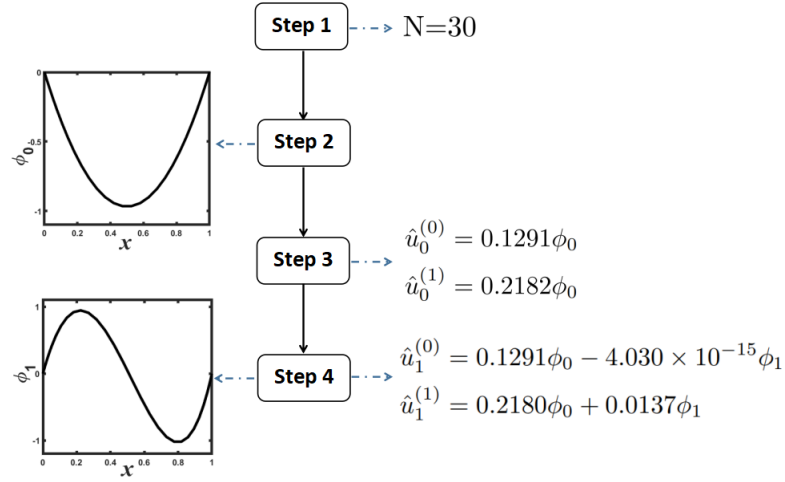 Step 1
N=30
0
-0.5
-1
ϕ₀
0 0.2 0.4 0.6 0.8 1
x
Step 2
Step 3
û₀⁽⁰⁾ = 0.1291ϕ₀
û₀⁽¹⁾ = 0.2182ϕ₀
1
0
-1
ϕ₁
0 0.2 0.4 0.6 0.8 1
x
Step 4
û₁⁽⁰⁾ = 0.1291ϕ₀ − 4.030 × 10⁻¹⁵ϕ₁
û₁⁽¹⁾ = 0.2180ϕ₀ + 0.0137ϕ₁